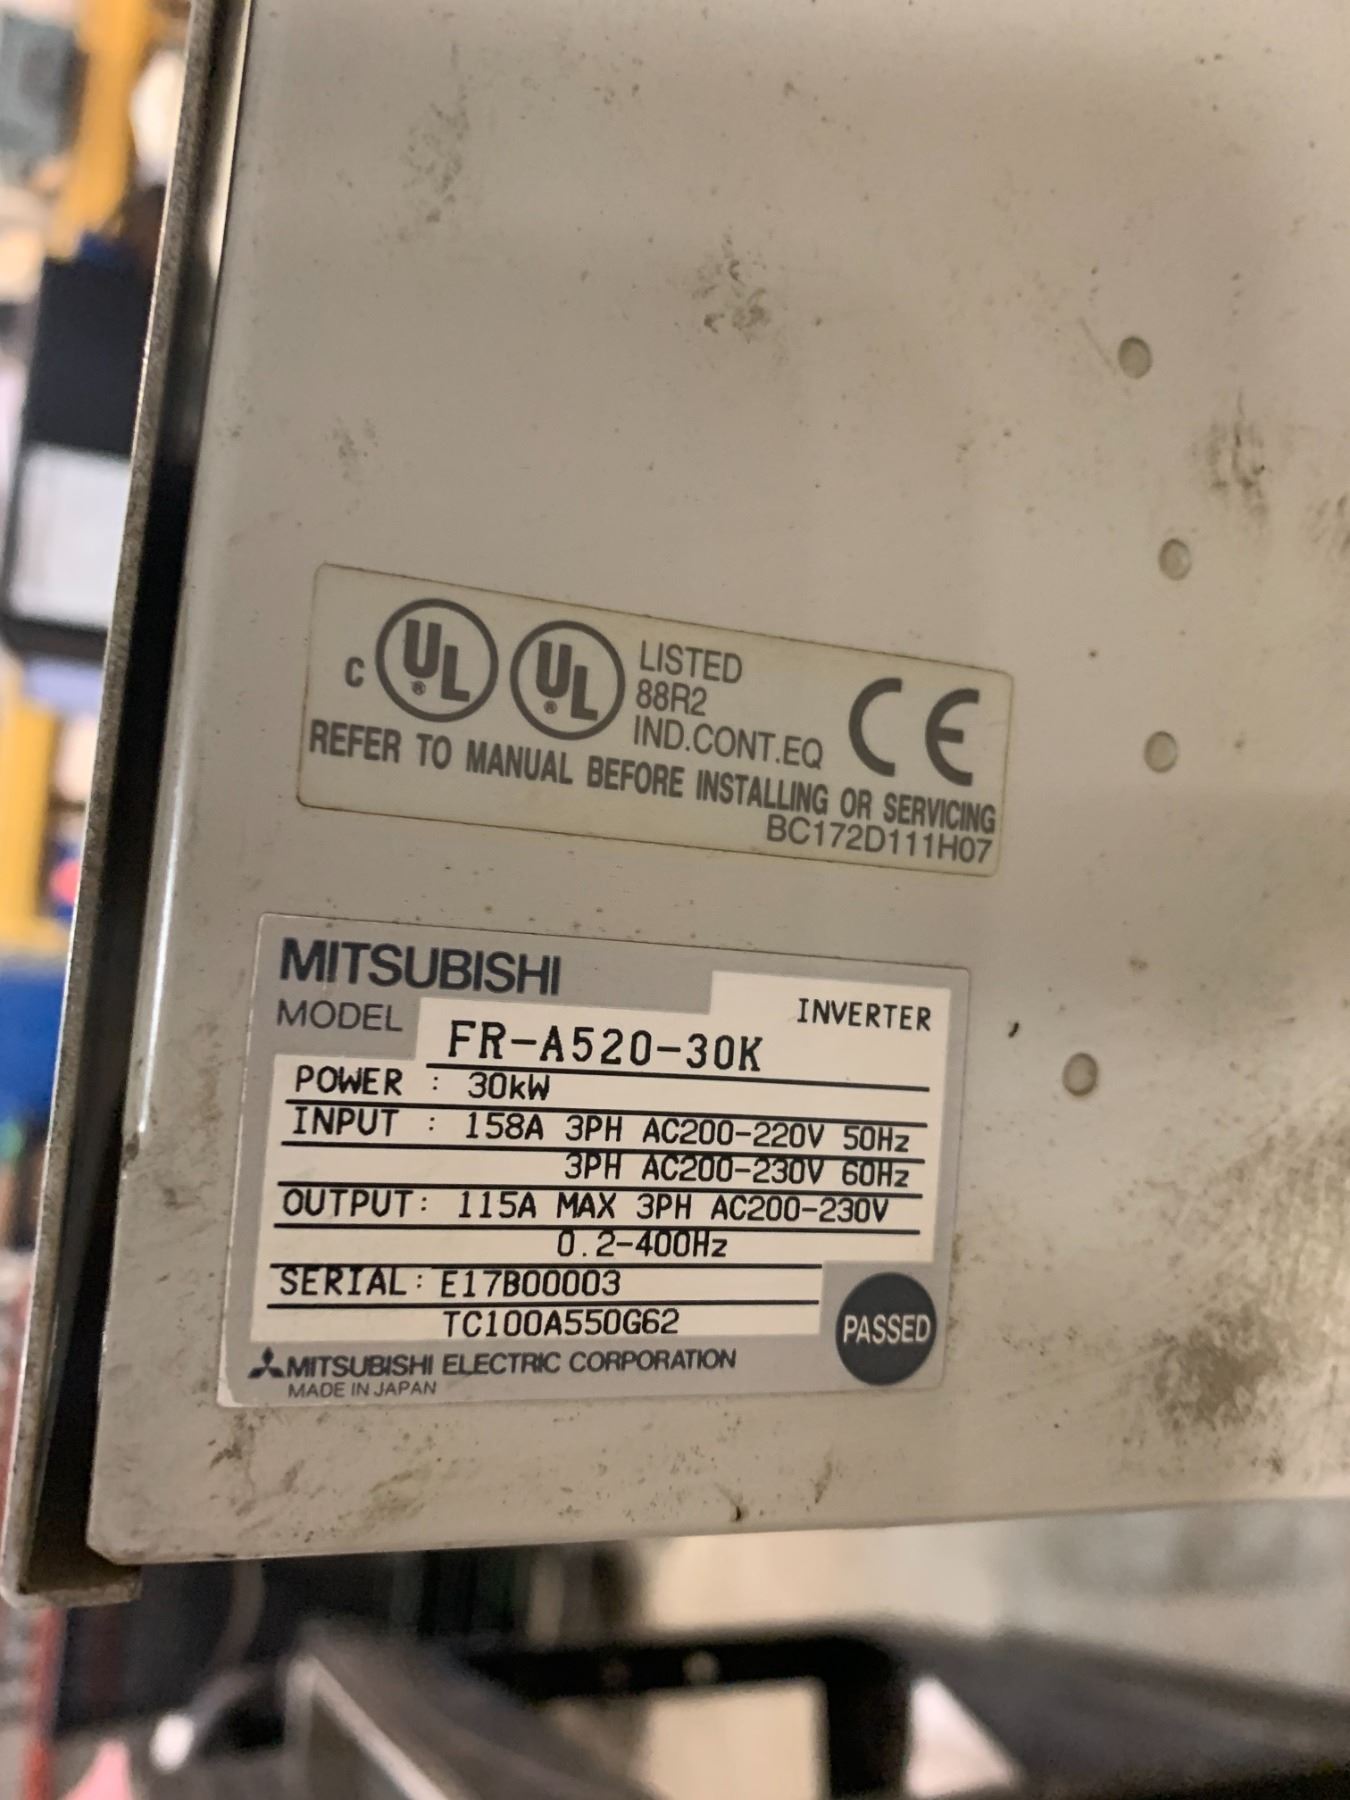 C UL® UL® LISTED
88R2
IND.CONT.EQ CE
REFER TO MANUAL BEFORE INSTALLING OR SERVICING
BC172D111H07
MITSUBISHI
INVERTER
MODEL FR-A520-30K
POWER : 30kW
INPUT : 158A 3PH AC200-220V 50Hz
3PH AC200-230V 60Hz
OUTPUT: 115A MAX 3PH AC200-230V
0.2-400Hz
SERIAL: E17B00003
TC100A550G62
PASSED
MITSUBISHI ELECTRIC CORPORATION
MADE IN JAPAN